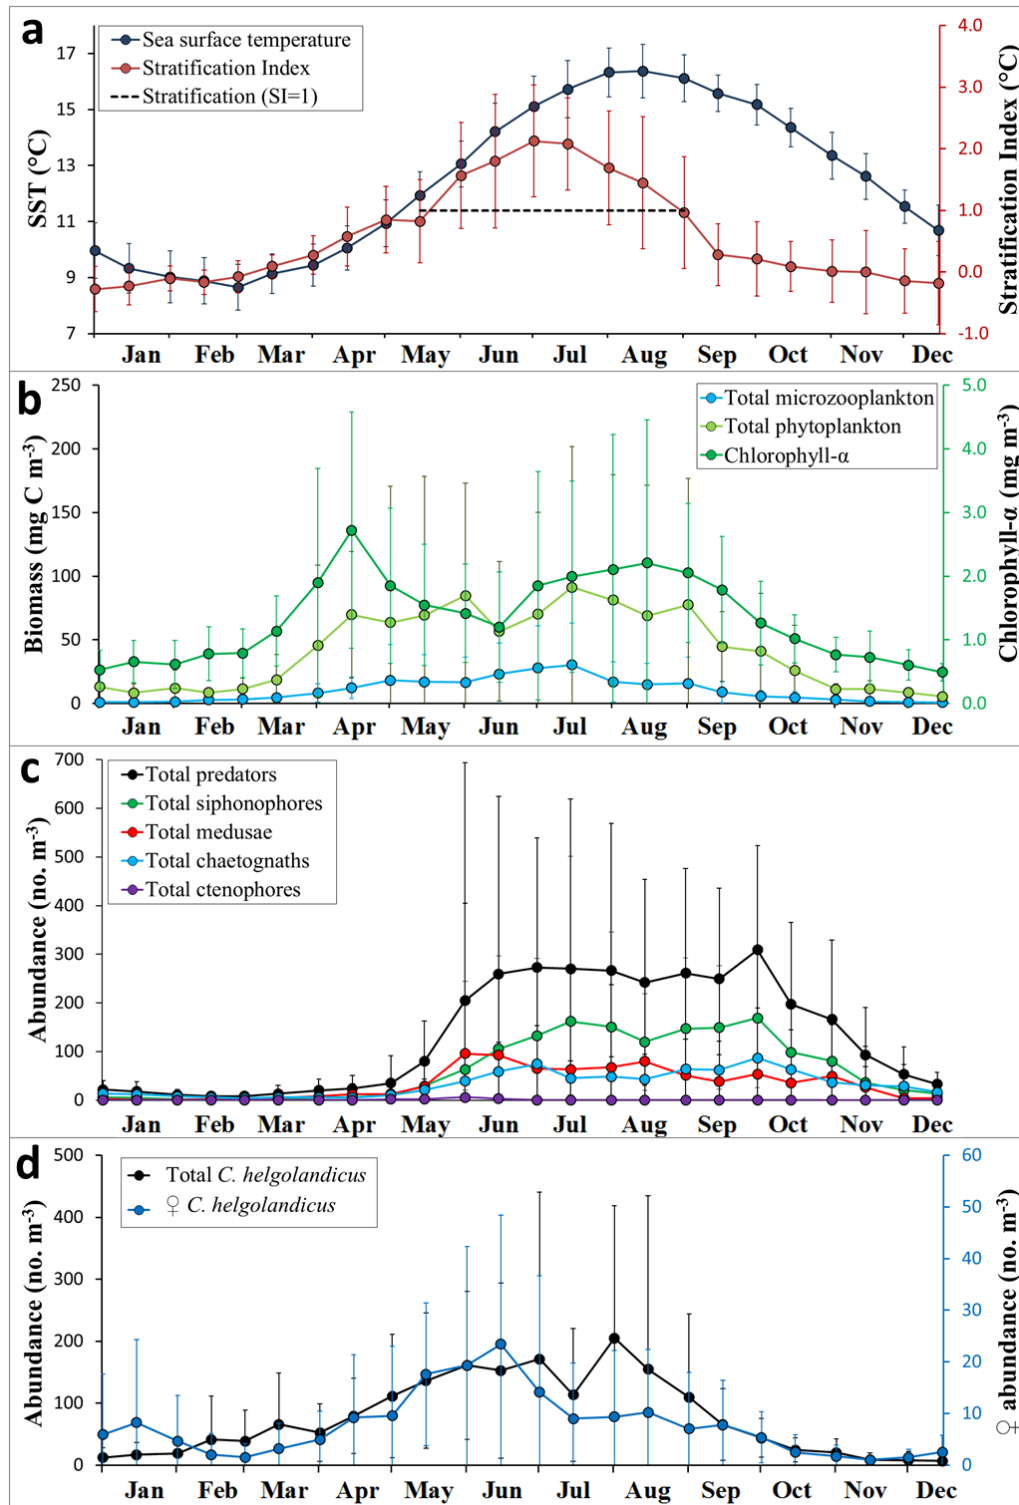 a
Sea surface temperature
Stratification Index
Stratification (SI=1)
SST (°C)
17
15
13
11
9
7
Stratification Index (°C)
4.0
3.0
2.0
1.0
0.0
-1.0
Jan Feb Mar Apr May Jun Jul Aug Sep Oct Nov Dec
b
Total microzooplankton
Total phytoplankton
Chlorophyll-α
Biomass (mg C m-3)
250
200
150
100
50
0
Chlorophyll-α (mg m-3)
5.0
4.0
3.0
2.0
1.0
0.0
Jan Feb Mar Apr May Jun Jul Aug Sep Oct Nov Dec
c
Total predators
Total siphonophores
Total medusae
Total chaetognaths
Total ctenophores
Abundance (no. m-3)
700
600
500
400
300
200
100
0
Jan Feb Mar Apr May Jun Jul Aug Sep Oct Nov Dec
d
Total C. helgolandicus
♀ C. helgolandicus
Abundance (no. m-3)
500
400
300
200
100
0
♀ abundance (no. m-3)
60
50
40
30
20
10
0
Jan Feb Mar Apr May Jun Jul Aug Sep Oct Nov Dec